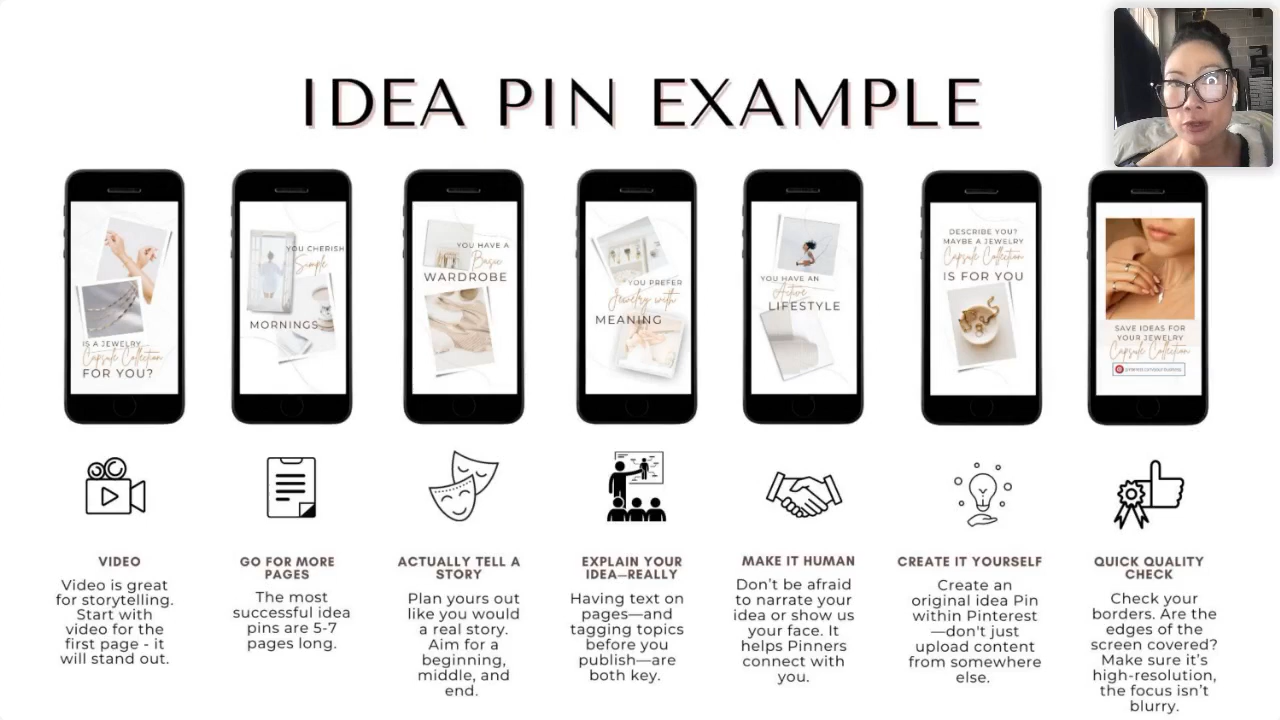 IDEA PIN EXAMPLE
IS A JEWELRY
Capsule Collection
FOR YOU?
YOU CHERISH
Simple
MORNINGS
YOU HAVE A
Basic
WARDROBE
YOU PREFER
Jewelry with
MEANING
YOU HAVE AN
Active
LIFESTYLE
DESCRIBE YOU?
MAYBE A JEWELRY
Capsule Collection
IS FOR YOU
SAVE IDEAS FOR
YOUR JEWELRY
Capsule Collection
VIDEO
Video is great
for storytelling.
Start with
video for the
first page - it
will stand out.
GO FOR MORE
PAGES
The most
successful idea
pins are 5-7
pages long.
ACTUALLY TELL A
STORY
Plan yours out
like you would
a real story.
Aim for a
beginning,
middle, and
end.
EXPLAIN YOUR
IDEA—REALLY
Having text on
pages—and
tagging topics
before you
publish—are
both key.
MAKE IT HUMAN
Don't be afraid
to narrate your
idea or show us
your face. It
helps Pinners
connect with
you.
CREATE IT YOURSELF
Create an
original idea Pin
within Pinterest
—don't just
upload content
from somewhere
else.
QUICK QUALITY
CHECK
Check your
borders. Are the
edges of the
screen covered?
Make sure it's
high-resolution,
the focus isn't
blurry.